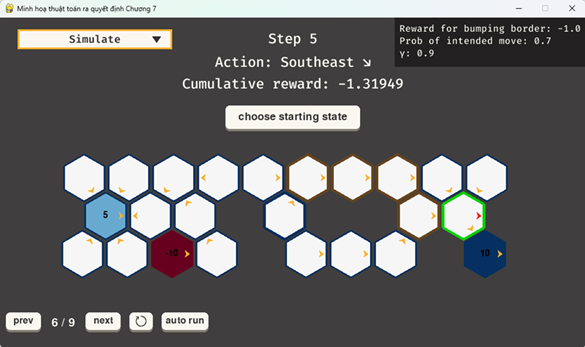 Minh hoạ thuật toán ra quyết định Chương 7
Simulate
Step 5
Action: Southeast ↘
Cumulative reward: -1.31949
Reward for bumping border: -1.0
Prob of intended move: 0.7
γ: 0.9
choose starting state
5
-10
10
prev
6 / 9
next
auto run